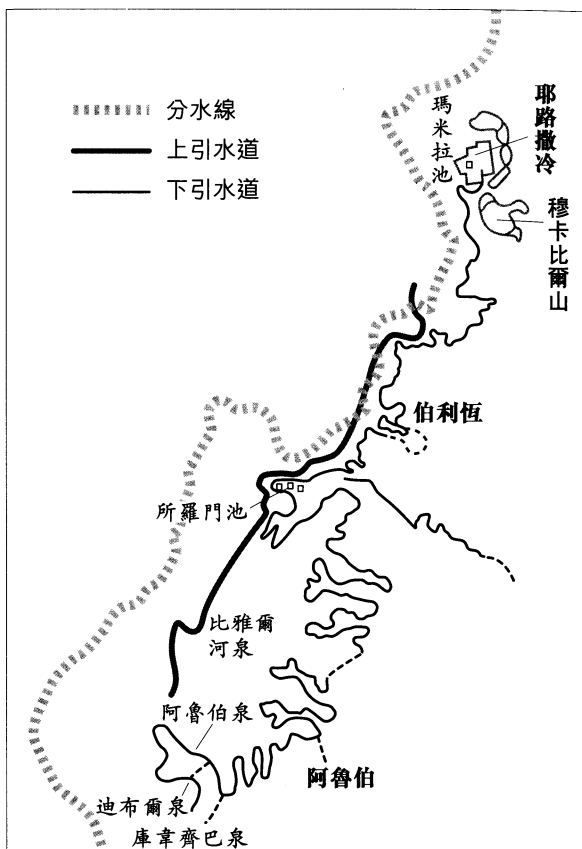 分水線
上引水道
下引水道
瑪米拉池
耶路撒冷
穆卡比爾山
伯利恆
所羅門池
比雅爾
河泉
阿魯伯泉
阿魯伯
迪布爾泉
庫韋齊巴泉